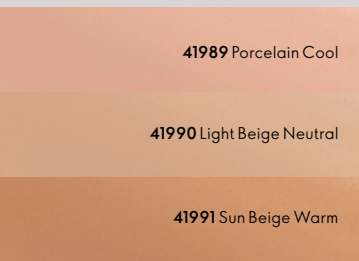 41989 Porcelain Cool
41990 Light Beige Neutral
41991 Sun Beige Warm